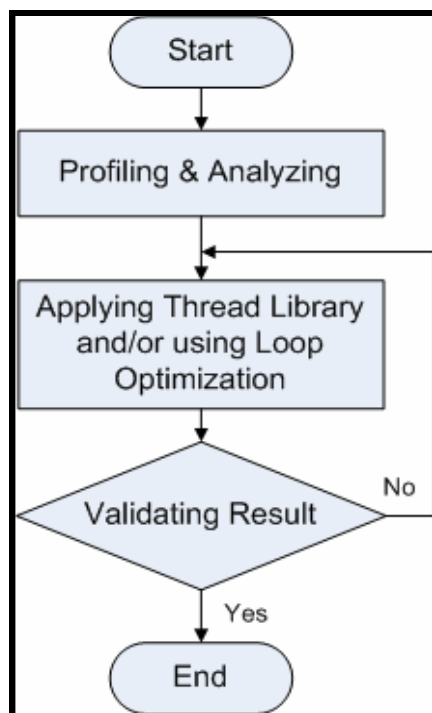 Start
Profiling & Analyzing
Applying Thread Library
and/or using Loop
Optimization
Validating Result
No
Yes
End